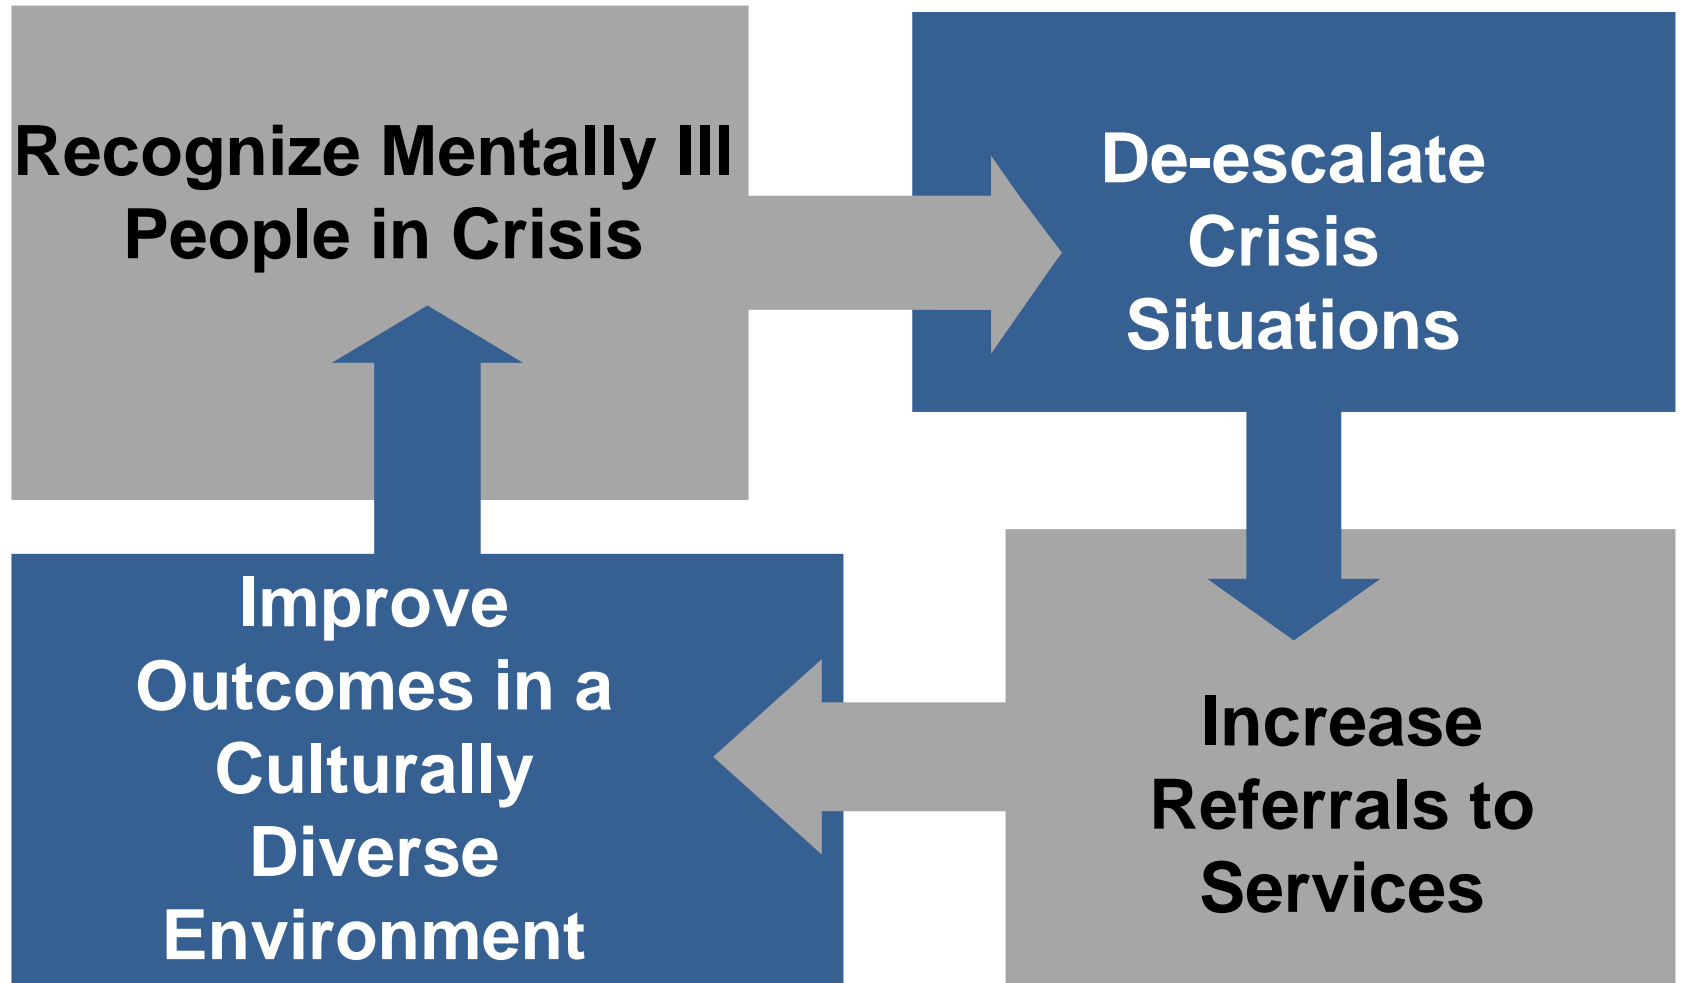 Recognize Mentally Ill
People in Crisis
De-escalate
Crisis
Situations
Improve
Outcomes in a
Culturally
Diverse
Environment
Increase
Referrals to
Services